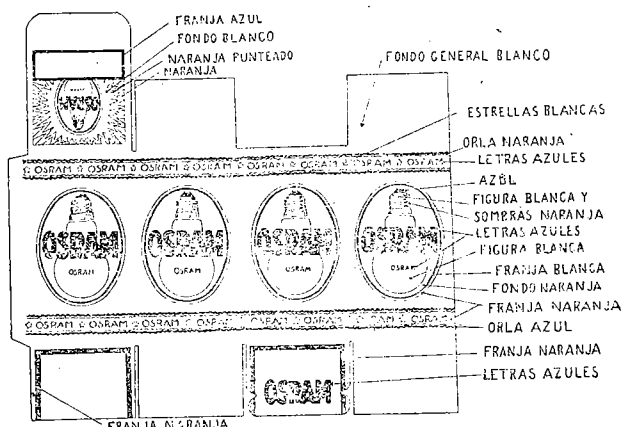 FRANJA AZUL
FONDO BLANCO
NARANJA PUNTEADO
NARANJA
FONDO GENERAL BLANCO
OSRAM
ESTRELLAS BLANCAS
ORLA NARANJA
LETRAS AZULES
☆ OSRAM ☆ OSRAM ☆ OSRAM ☆ OSRAM ☆ OSRAM ☆ OSRAM ☆ OSRAM ☆ OSRAM
AZUL
FIGURA BLANCA Y
SOMBRAS NARANJA
LETRAS AZULES
FIGURA BLANCA
FRANJA BLANCA
FONDO NARANJA
FRANJA NARANJA
ORLA AZUL
OSRAM OSRAM OSRAM OSRAM
OSRAM OSRAM OSRAM OSRAM
☆ OSRAM ☆ OSRAM ☆ OSRAM ☆ OSRAM ☆ OSRAM ☆ OSRAM ☆ OSRAM ☆ OSRAM
FRANJA NARANJA
LETRAS AZULES
OSRAM
FRANJA NARANJA